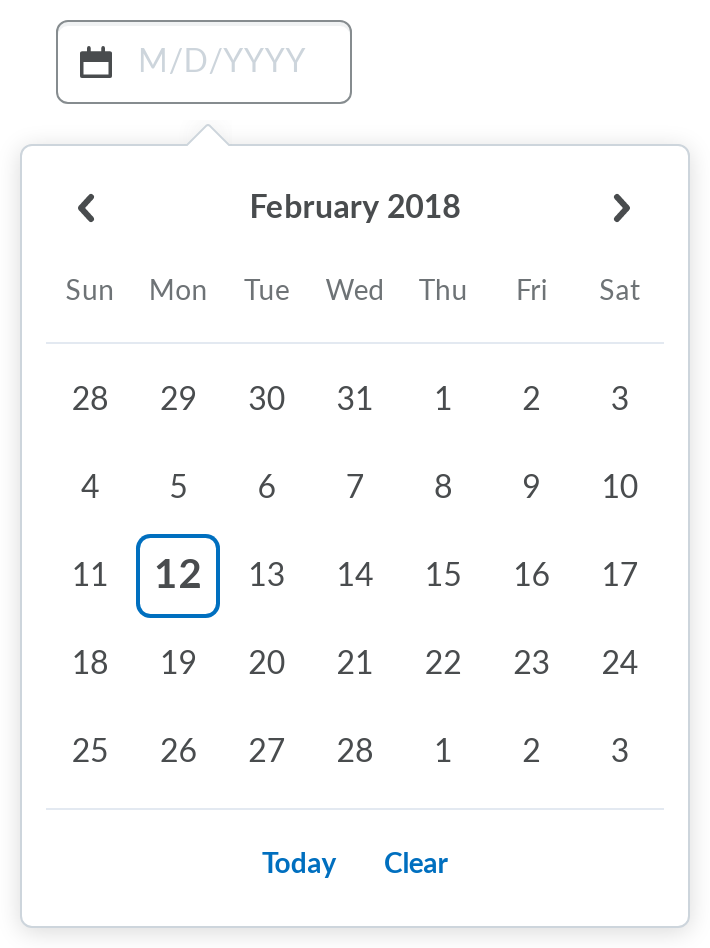 M/D/YYYY
February 2018
Sun Mon Tue Wed Thu Fri Sat
28 29 30 31 1 2 3
4 5 6 7 8 9 10
11 12 13 14 15 16 17
18 19 20 21 22 23 24
25 26 27 28 1 2 3
Today Clear